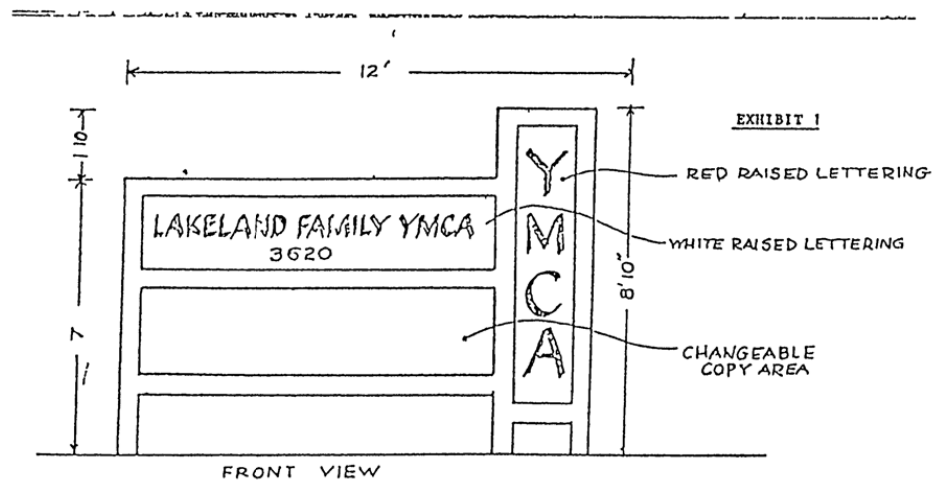 12'
EXHIBIT 1
1 10
RED RAISED LETTERING
LAKELAND FAMILY YMCA
3620
WHITE RAISED LETTERING
Y
M
C
A
8'10"
7
CHANGEABLE
COPY AREA
FRONT VIEW